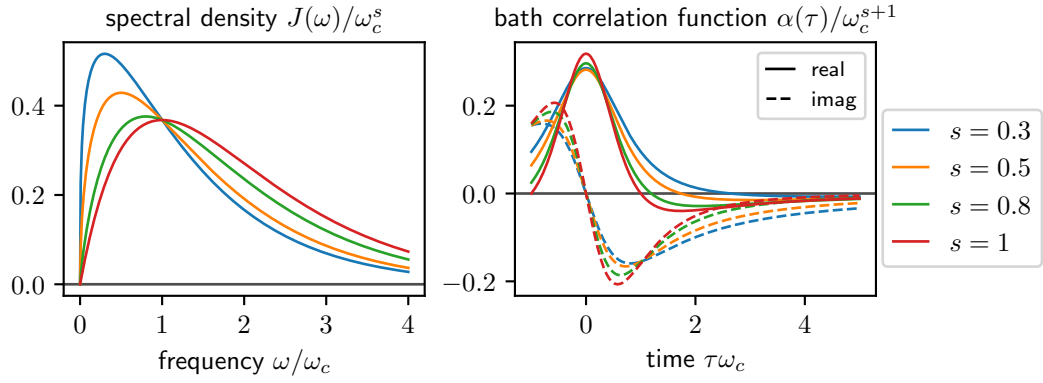 spectral density J(ω)/ω_c^s
0.4
0.2
0.0
0 1 2 3 4
frequency ω/ω_c
bath correlation function α(τ)/ω_c^{s+1}
0.2
0.0
−0.2
0 2 4
time τω_c
real
imag
s = 0.3
s = 0.5
s = 0.8
s = 1